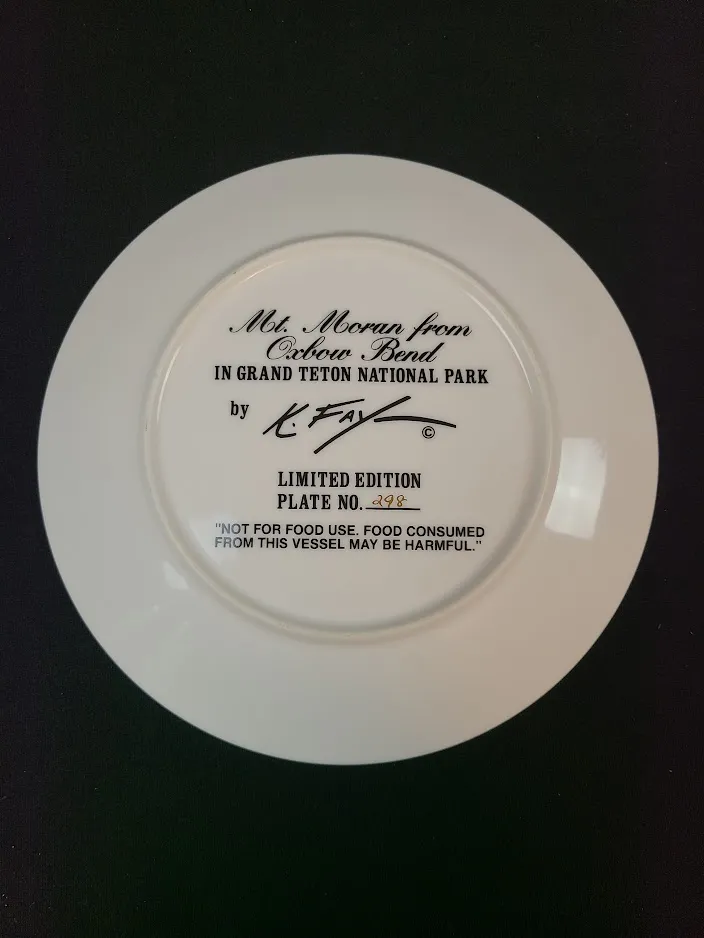 Mt. Moran from
Oxbow Bend
IN GRAND TETON NATIONAL PARK
by K. FAY ©
LIMITED EDITION
PLATE NO. 298
"NOT FOR FOOD USE. FOOD CONSUMED
FROM THIS VESSEL MAY BE HARMFUL."